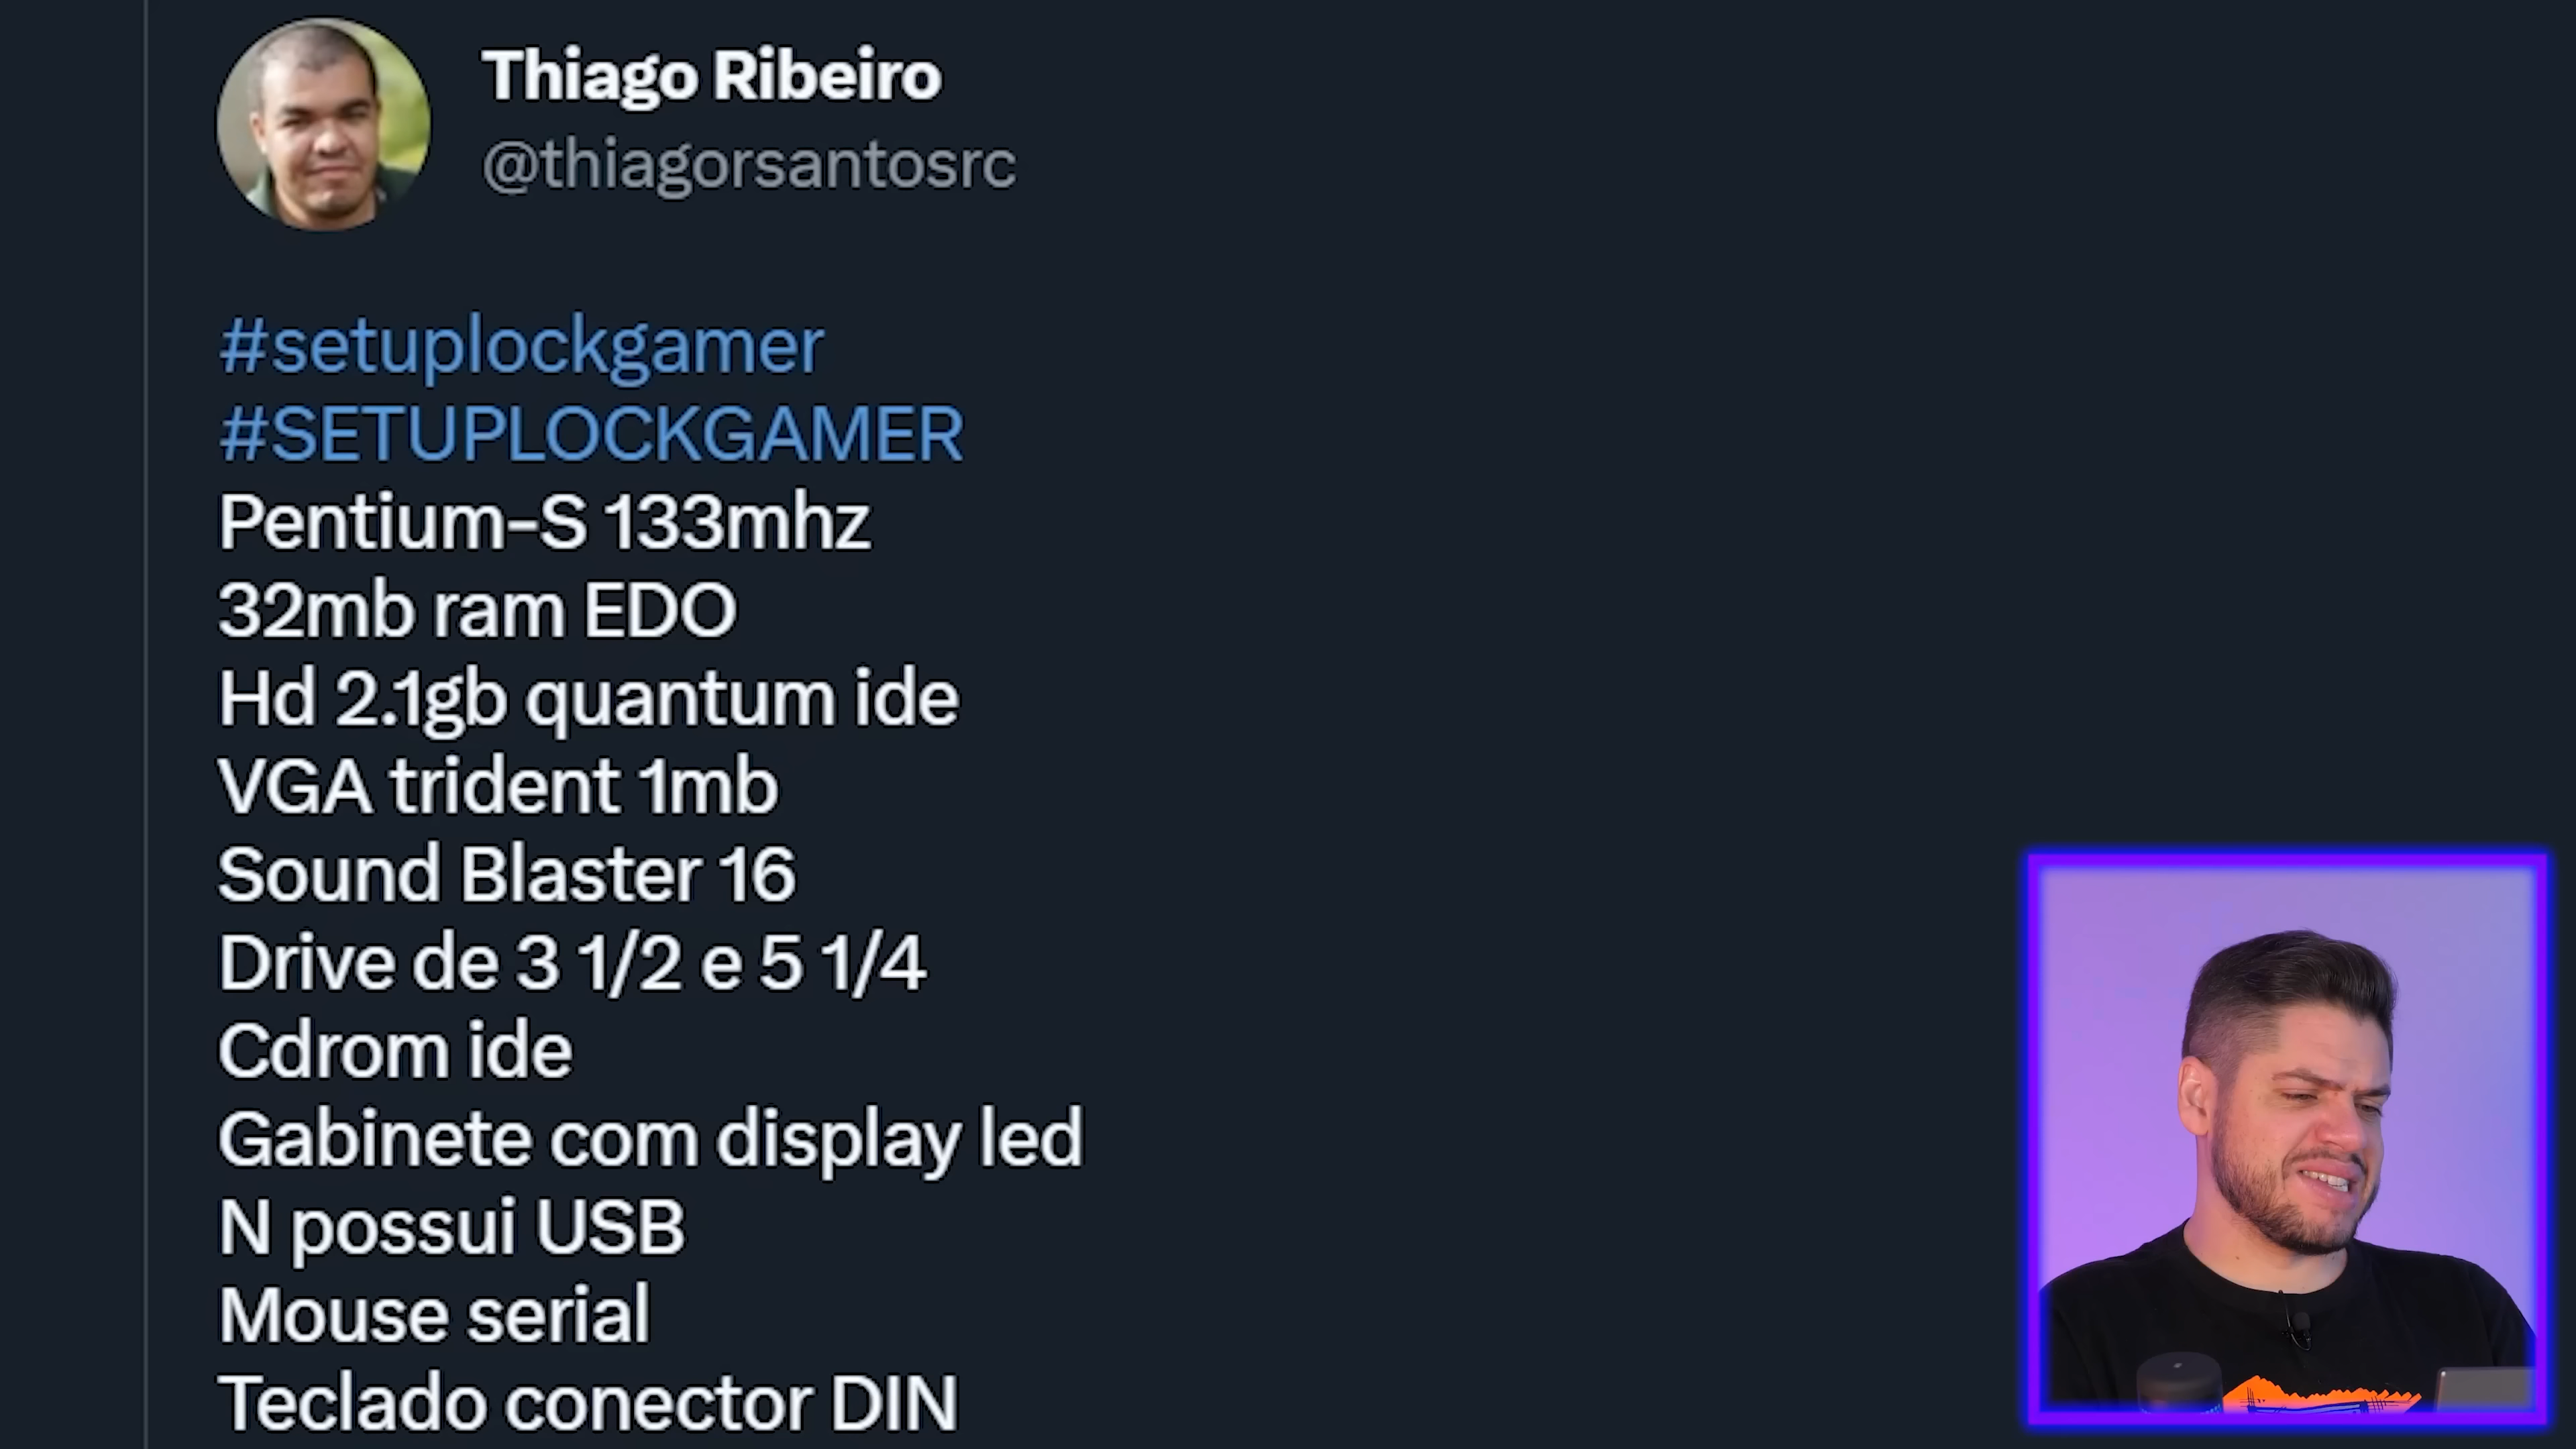 Thiago Ribeiro
@thiagorsantosrc
#setuplockgamer
#SETUPLOCKGAMER
Pentium-S 133mhz
32mb ram EDO
Hd 2.1gb quantum ide
VGA trident 1mb
Sound Blaster 16
Drive de 3 1/2 e 5 1/4
Cdrom ide
Gabinete com display led
N possui USB
Mouse serial
Teclado conector DIN